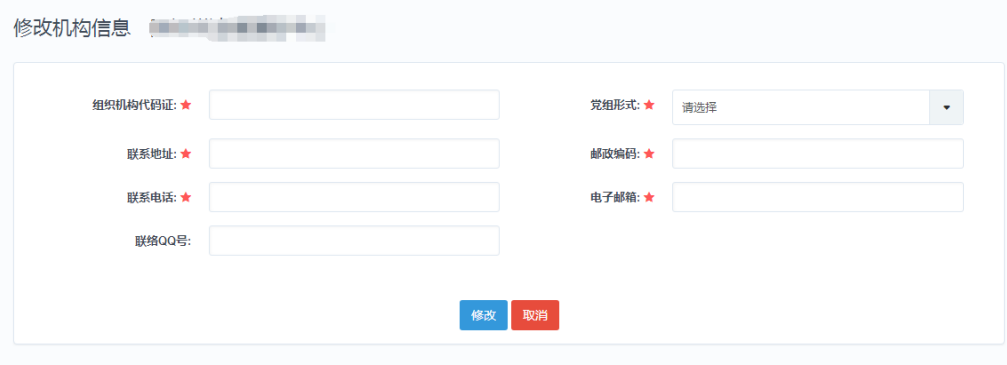 修改机构信息
组织机构代码证: 党组形式: 请选择
联系地址: 邮政编码:
联系电话: 电子邮箱:
联络QQ号:
修改 取消